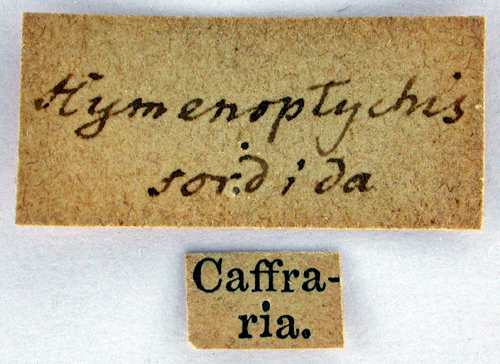 Hymenoptychis
sordida
Caffra-
ria.